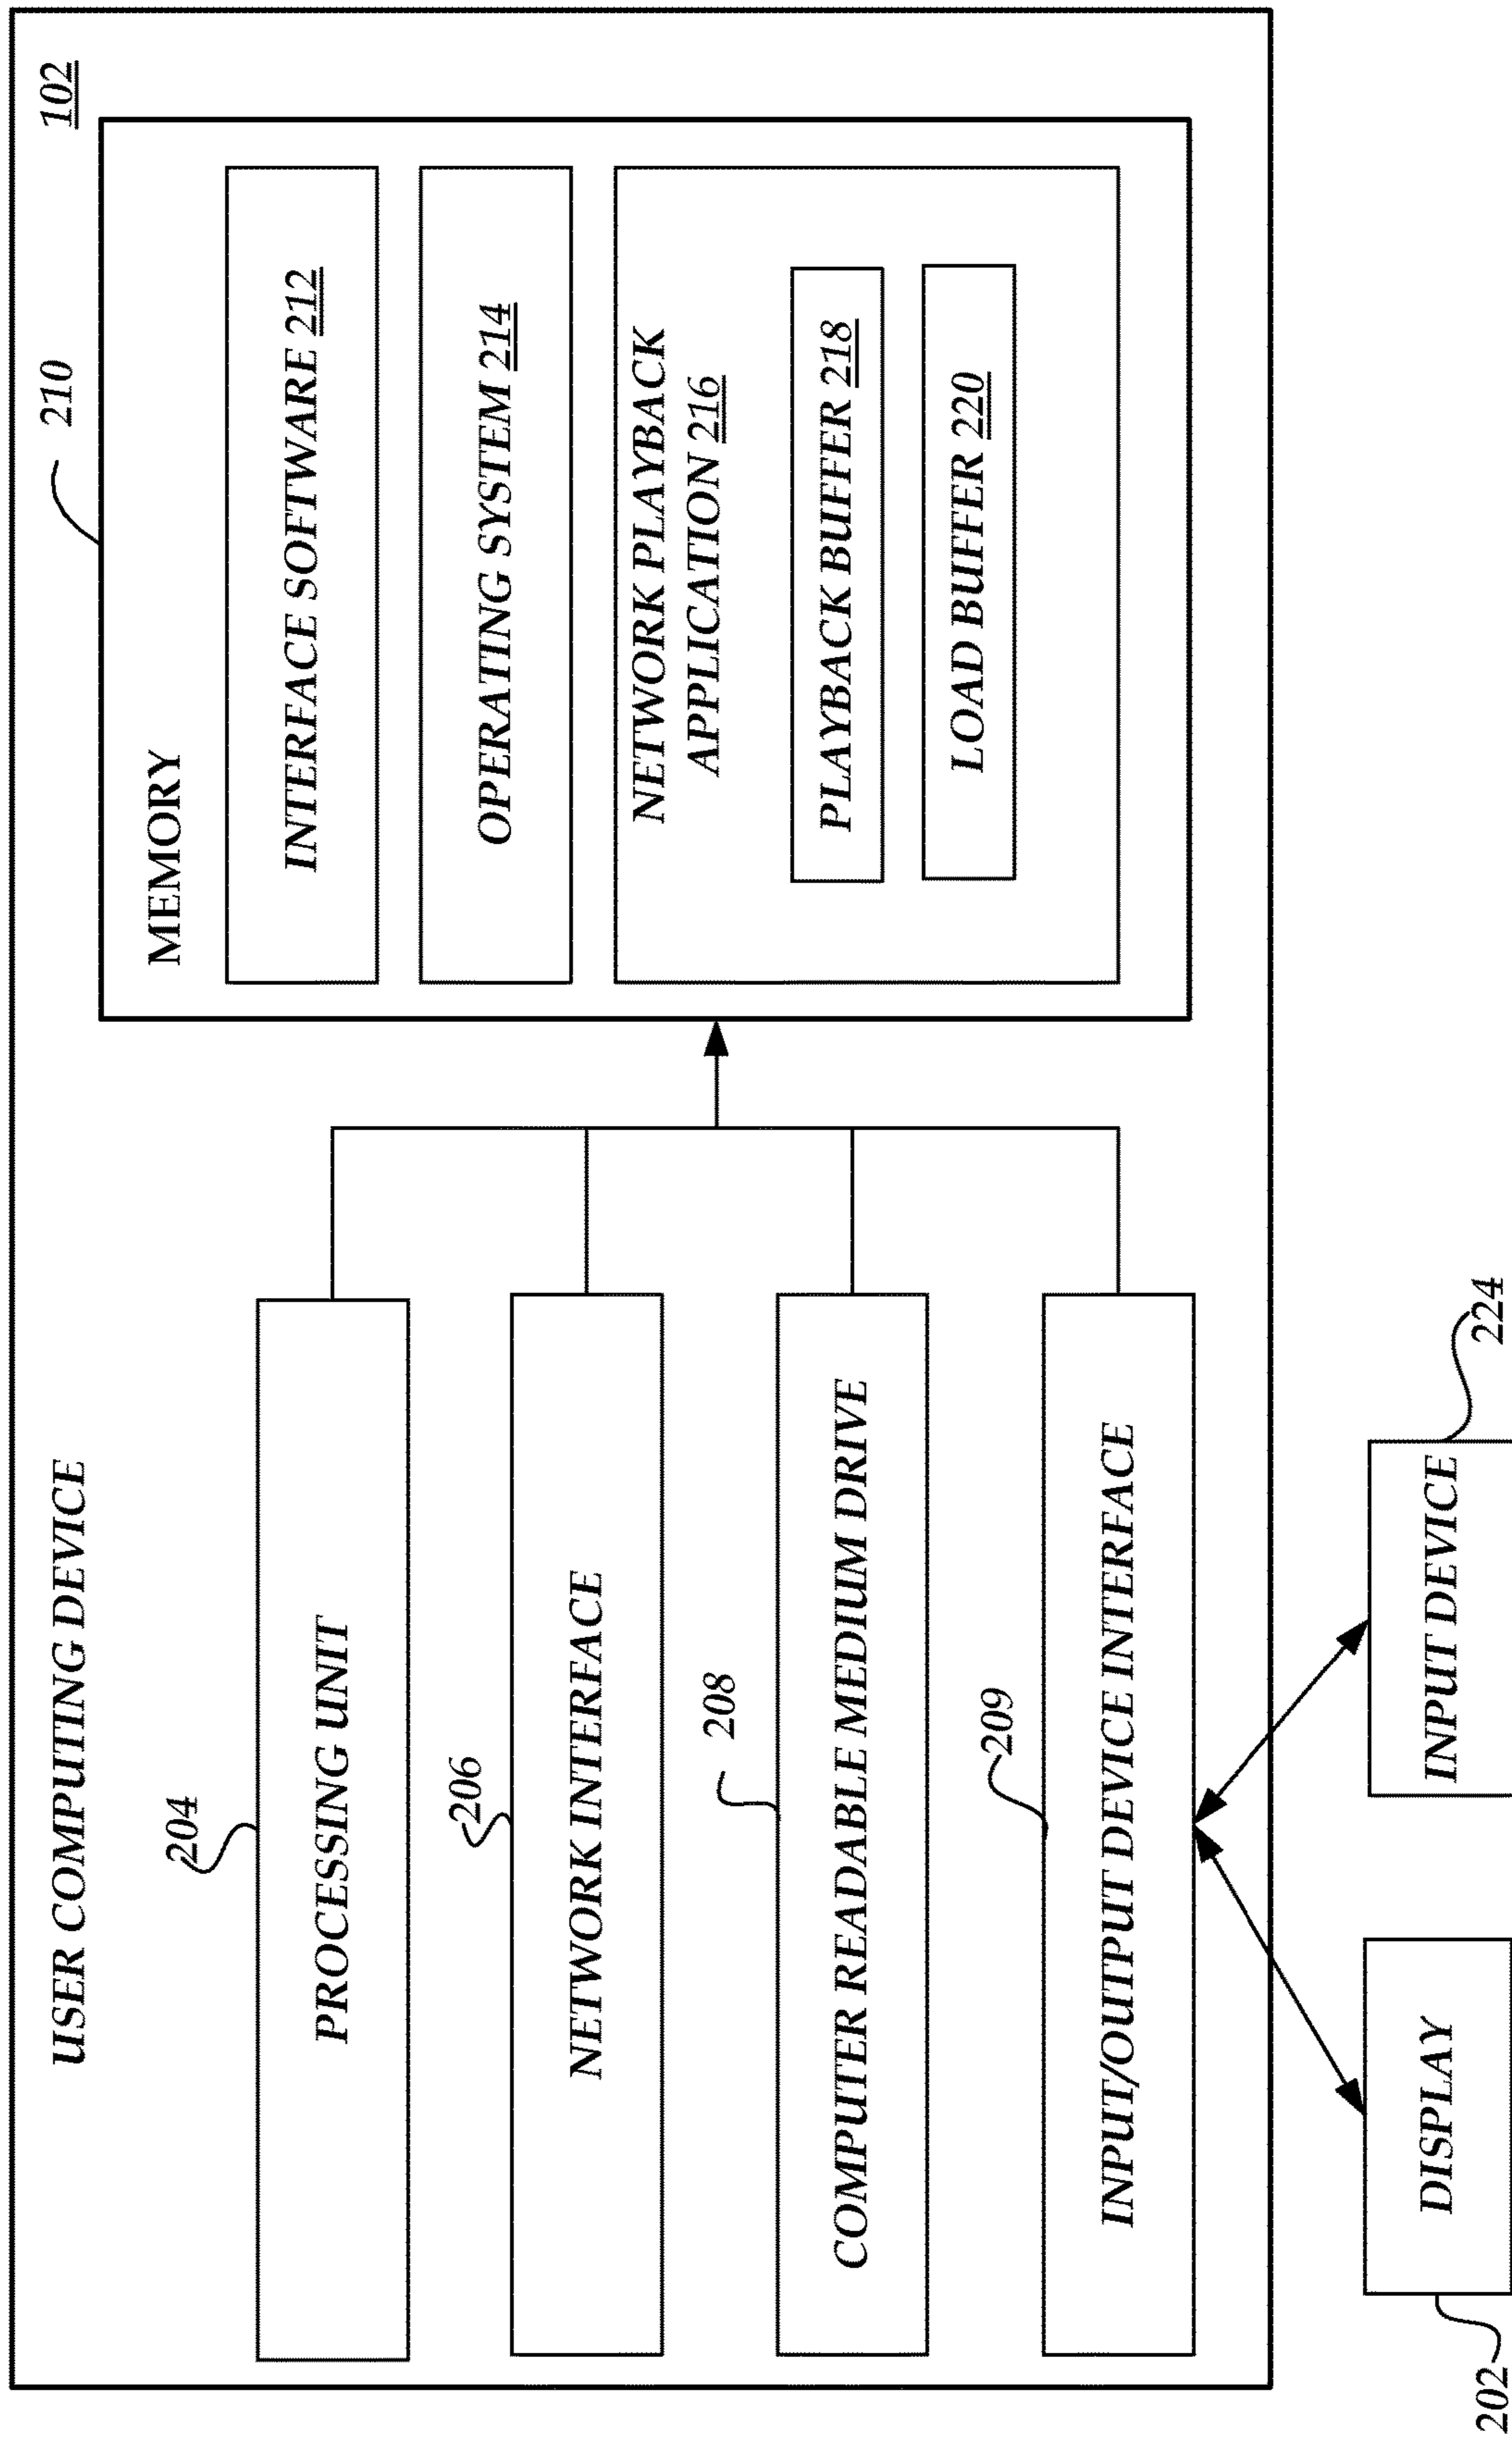 USER COMPUTING DEVICE
102
210
MEMORY
204
PROCESSING UNIT
206
NETWORK INTERFACE
208
COMPUTER READABLE MEDIUM DRIVE
209
INPUT/OUTPUT DEVICE INTERFACE
INTERFACE SOFTWARE 212
OPERATING SYSTEM 214
NETWORK PLAYBACK
APPLICATION 216
PLAYBACK BUFFER 218
LOAD BUFFER 220
202
DISPLAY
INPUT DEVICE
224